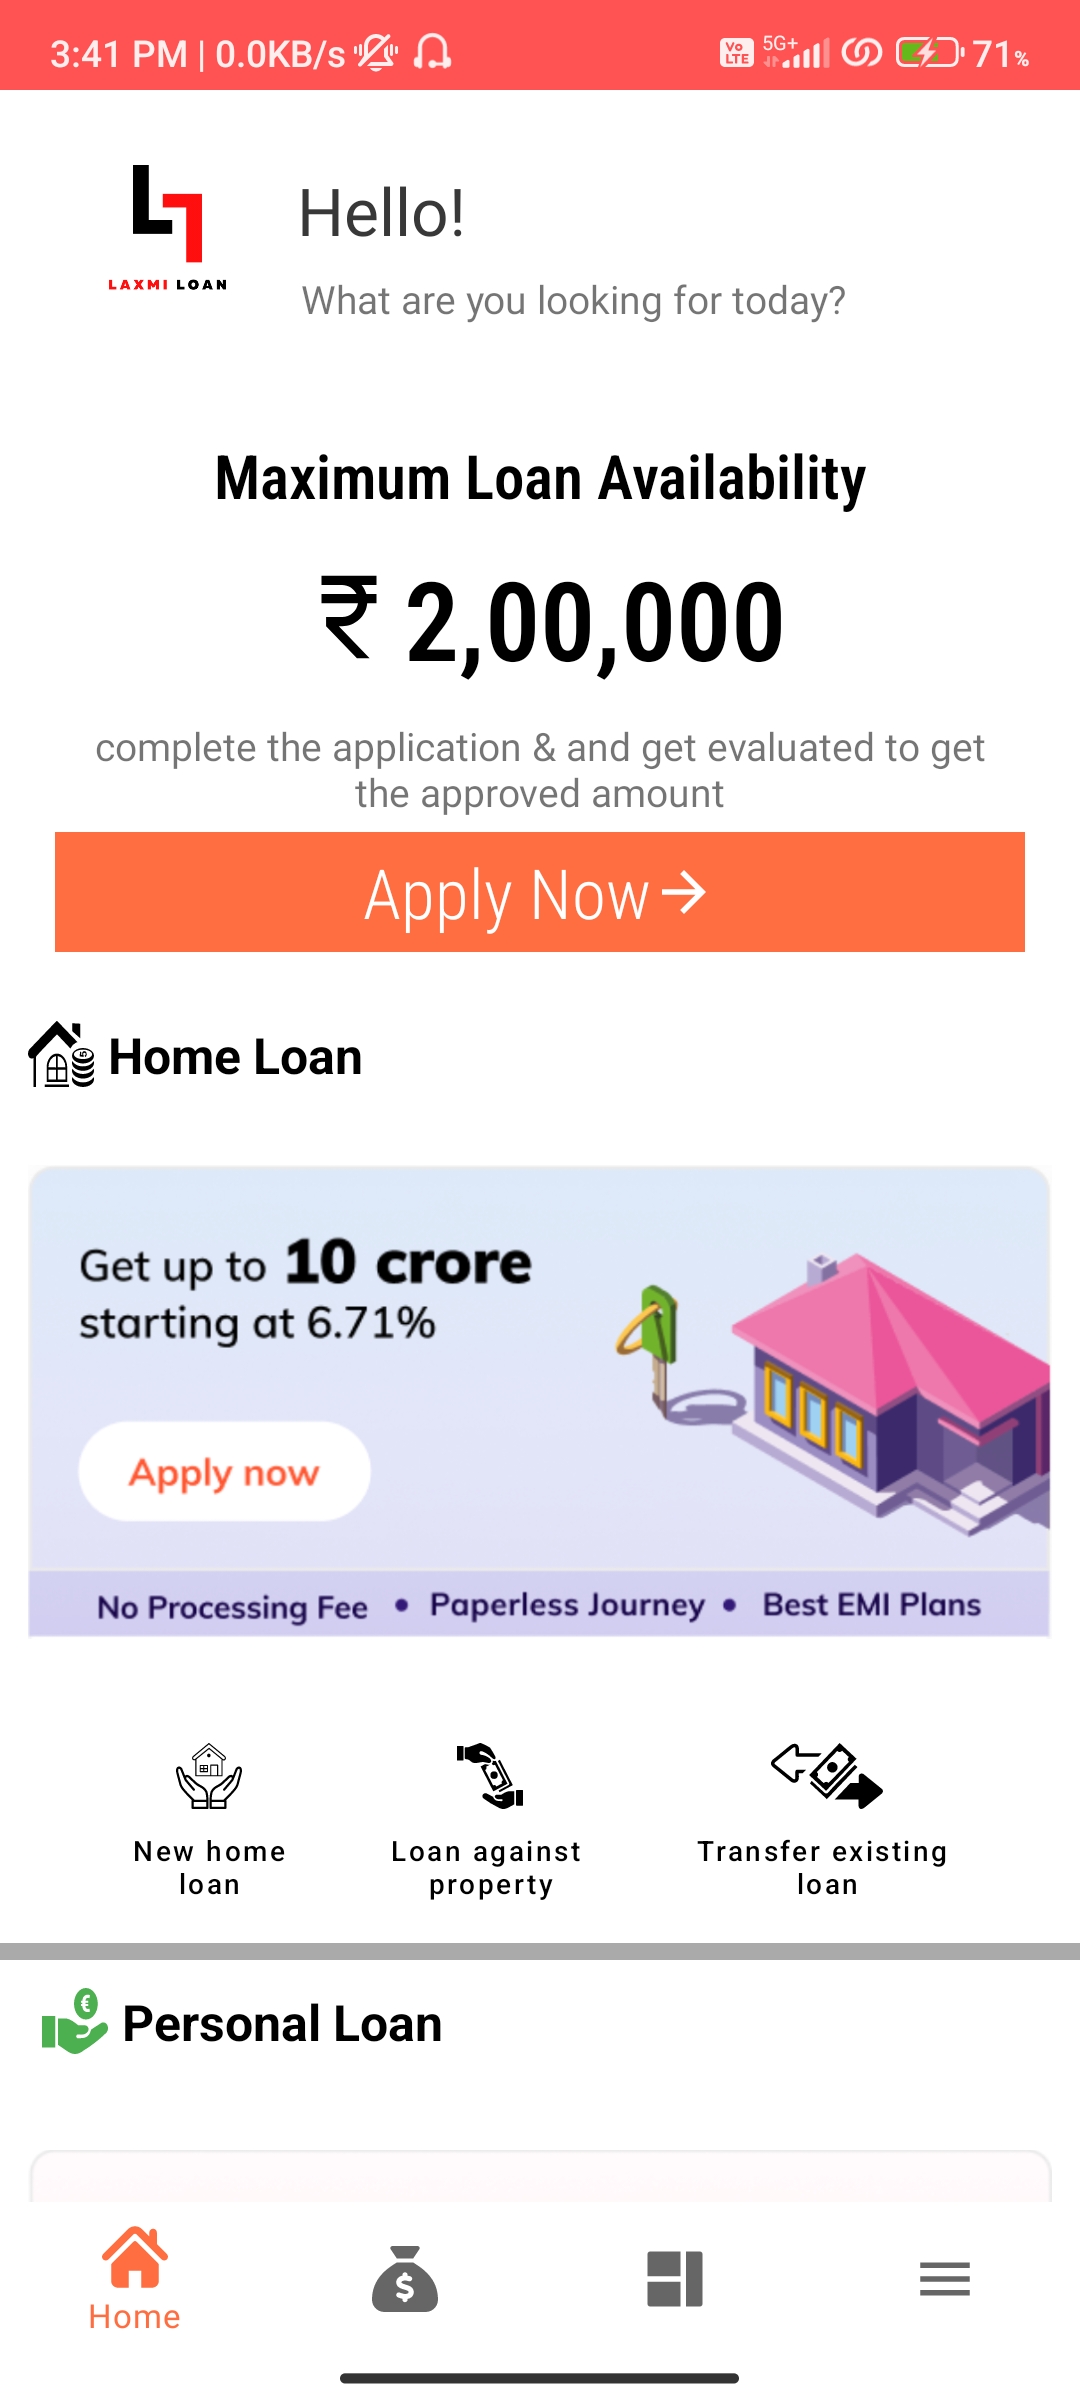 3:41 PM | 0.0KB/s
Vo LTE 5G+ 71%
LAXMI LOAN
Hello!
What are you looking for today?
Maximum Loan Availability
₹ 2,00,000
complete the application & and get evaluated to get
the approved amount
Apply Now→
Home Loan
Get up to 10 crore
starting at 6.71%
Apply now
No Processing Fee • Paperless Journey • Best EMI Plans
New home
loan
Loan against
property
Transfer existing
loan
Personal Loan
Home